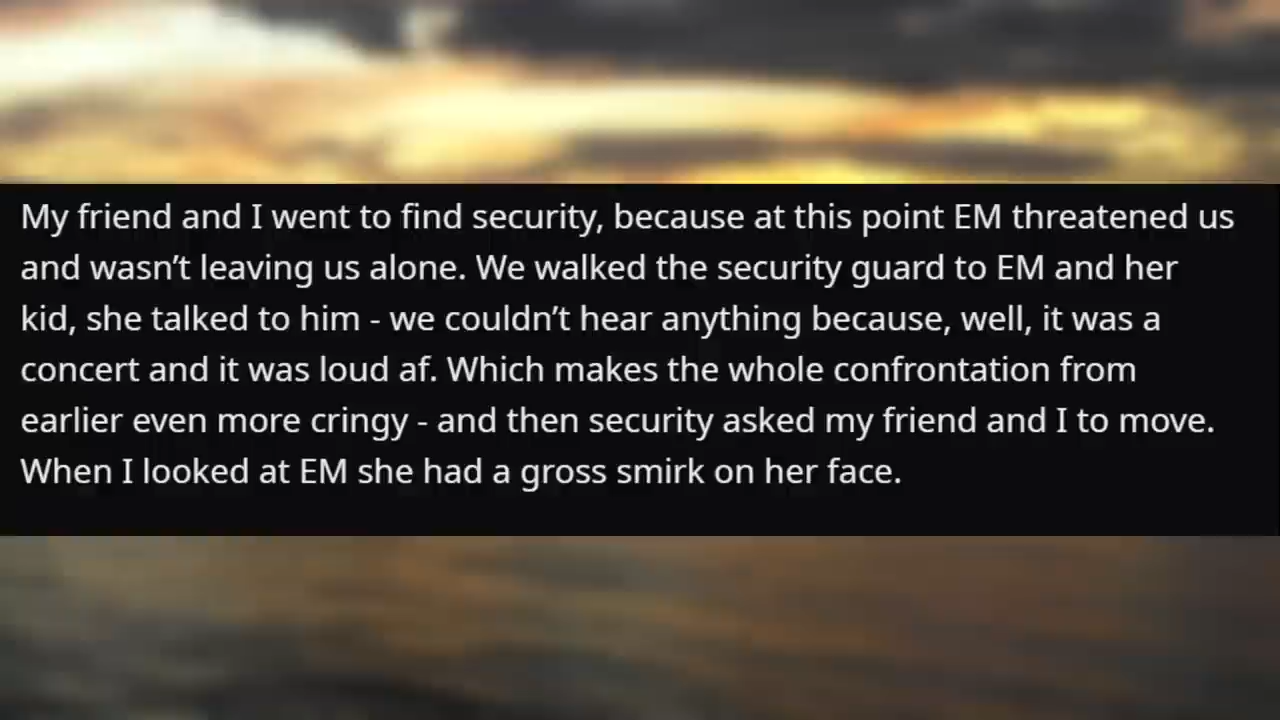 My friend and I went to find security, because at this point EM threatened us
and wasn’t leaving us alone. We walked the security guard to EM and her
kid, she talked to him - we couldn’t hear anything because, well, it was a
concert and it was loud af. Which makes the whole confrontation from
earlier even more cringy - and then security asked my friend and I to move.
When I looked at EM she had a gross smirk on her face.